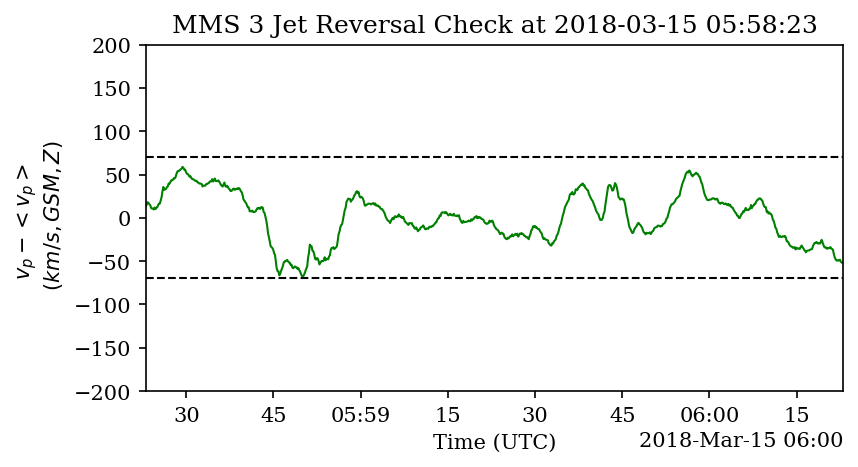 MMS 3 Jet Reversal Check at 2018-03-15 05:58:23
200
150
100
50
0
−50
−100
−150
−200
v_p − < v_p >
(km/s, GSM, Z)
30 45 05:59 15 30 45 06:00 15
Time (UTC) 2018-Mar-15 06:00